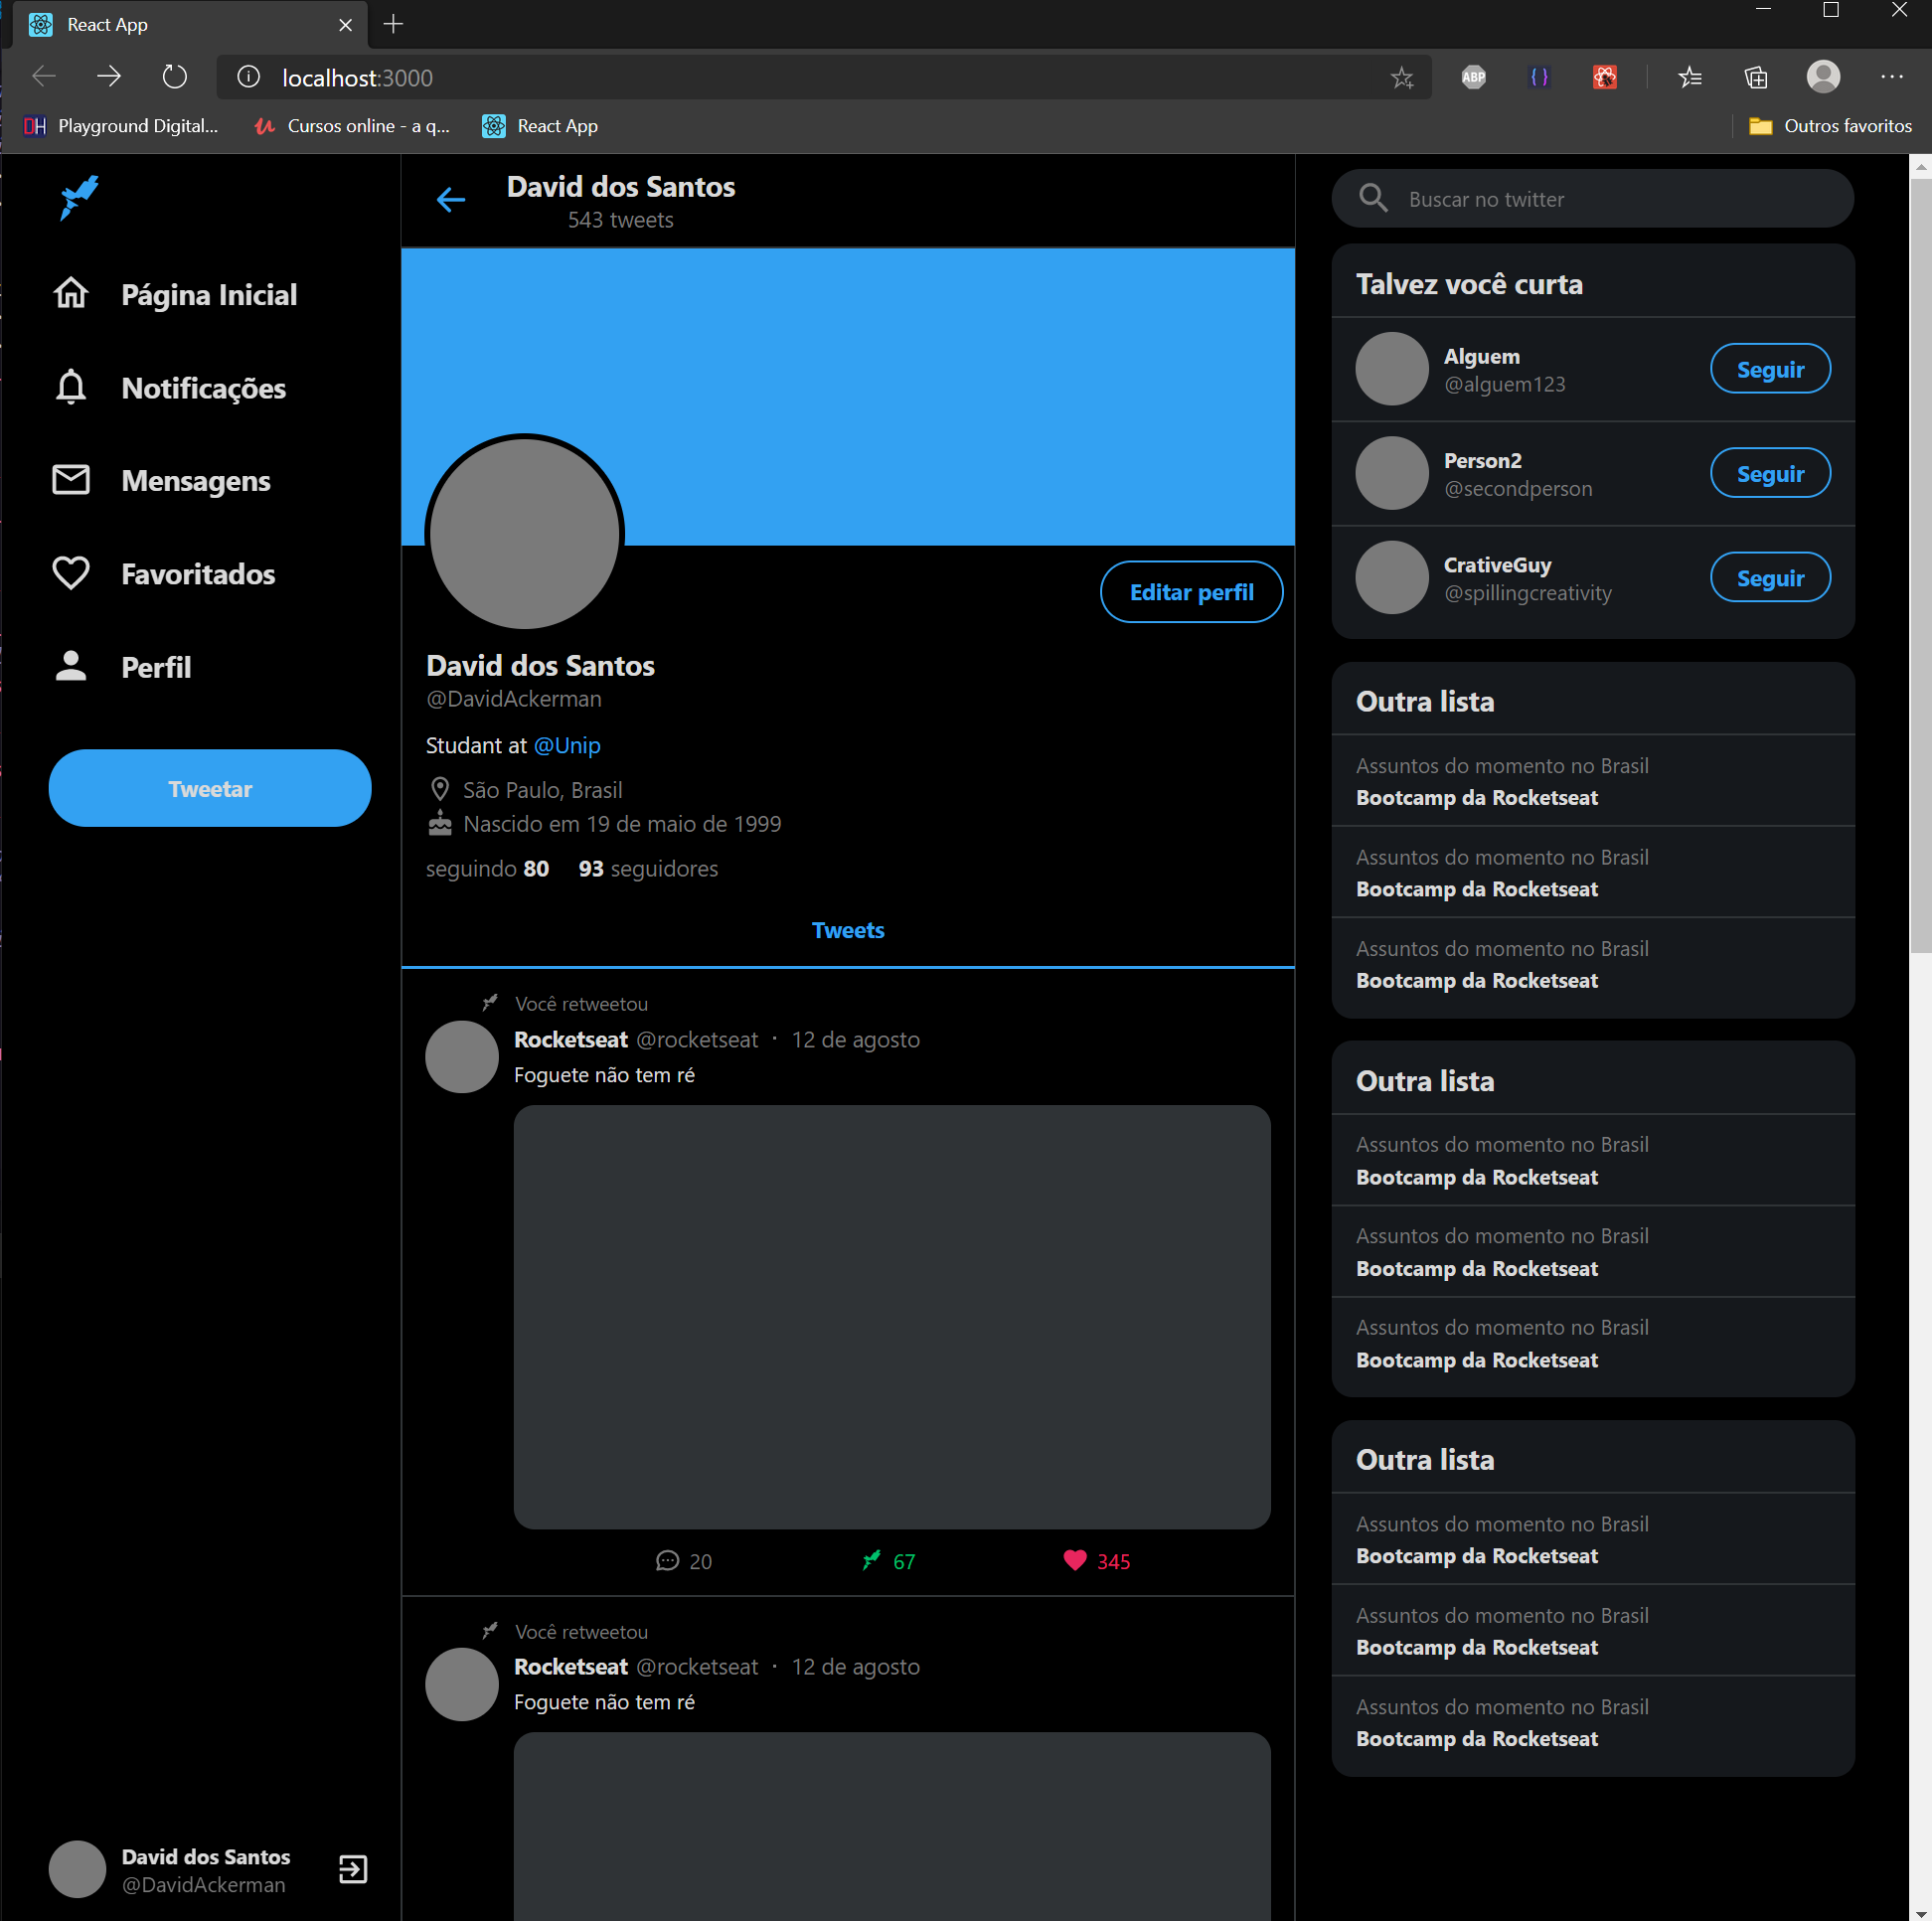 React App
localhost:3000
ABP
DH Playground Digital...
Cursos online - a q...
React App
Outros favoritos
Página Inicial
Notificações
Mensagens
Favoritados
Perfil
Tweetar
David dos Santos
@DavidAckerman
David dos Santos
543 tweets
Editar perfil
David dos Santos
@DavidAckerman
Studant at @Unip
São Paulo, Brasil
Nascido em 19 de maio de 1999
seguindo 80 93 seguidores
Tweets
Você retweetou
Rocketseat @rocketseat · 12 de agosto
Foguete não tem ré
20 67 345
Você retweetou
Rocketseat @rocketseat · 12 de agosto
Foguete não tem ré
Buscar no twitter
Talvez você curta
Alguem
@alguem123
Seguir
Person2
@secondperson
Seguir
CrativeGuy
@spillingcreativity
Seguir
Outra lista
Assuntos do momento no Brasil
Bootcamp da Rocketseat
Assuntos do momento no Brasil
Bootcamp da Rocketseat
Assuntos do momento no Brasil
Bootcamp da Rocketseat
Outra lista
Assuntos do momento no Brasil
Bootcamp da Rocketseat
Assuntos do momento no Brasil
Bootcamp da Rocketseat
Assuntos do momento no Brasil
Bootcamp da Rocketseat
Outra lista
Assuntos do momento no Brasil
Bootcamp da Rocketseat
Assuntos do momento no Brasil
Bootcamp da Rocketseat
Assuntos do momento no Brasil
Bootcamp da Rocketseat